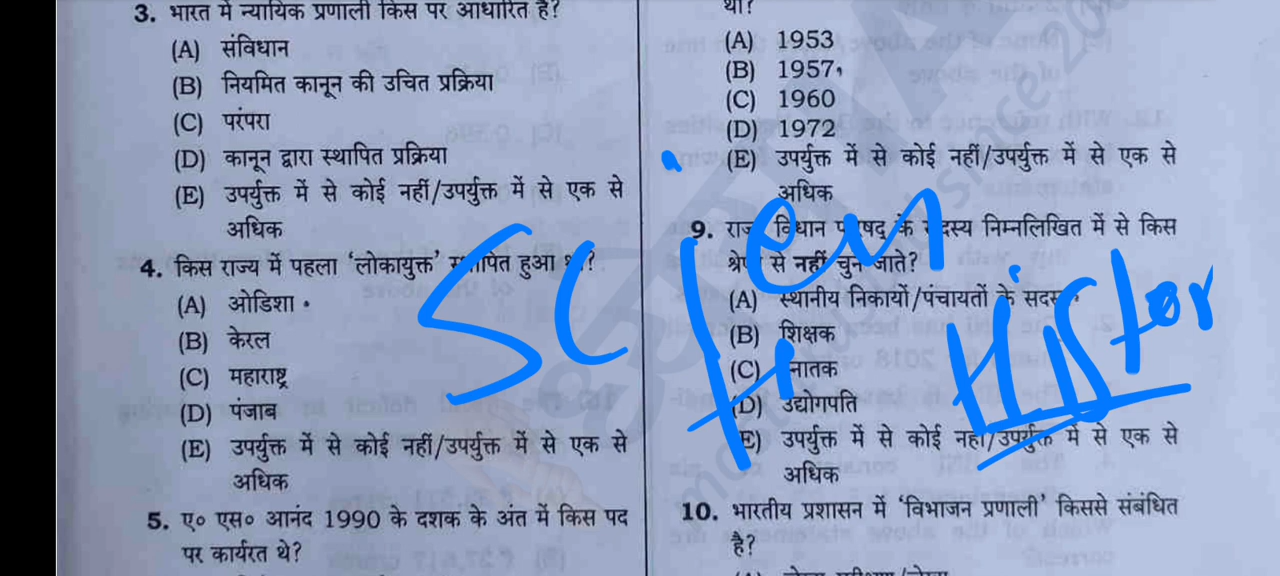 3. भारत में न्यायिक प्रणाली किस पर आधारित है?
(A) संविधान
(B) नियमित कानून की उचित प्रक्रिया
(C) परंपरा
(D) कानून द्वारा स्थापित प्रक्रिया
(E) उपर्युक्त में से कोई नहीं/उपर्युक्त में से एक से
अधिक
4. किस राज्य में पहला 'लोकायुक्त' स्थापित हुआ था?
(A) ओडिशा
(B) केरल
(C) महाराष्ट्र
(D) पंजाब
(E) उपर्युक्त में से कोई नहीं/उपर्युक्त में से एक से
अधिक
5. ए० एस० आनंद 1990 के दशक के अंत में किस पद
पर कार्यरत थे?
था?
(A) 1953
(B) 1957
(C) 1960
(D) 1972
(E) उपर्युक्त में से कोई नहीं/उपर्युक्त में से एक से
अधिक
9. राज्य विधान परिषद् के सदस्य निम्नलिखित में से किस
श्रेणी से नहीं चुने जाते?
(A) स्थानीय निकायों/पंचायतों के सदस्य
(B) शिक्षक
(C) स्नातक
(D) उद्योगपति
(E) उपर्युक्त में से कोई नहीं/उपर्युक्त में से एक से
अधिक
10. भारतीय प्रशासन में 'विभाजन प्रणाली' किससे संबंधित
है?
since 20